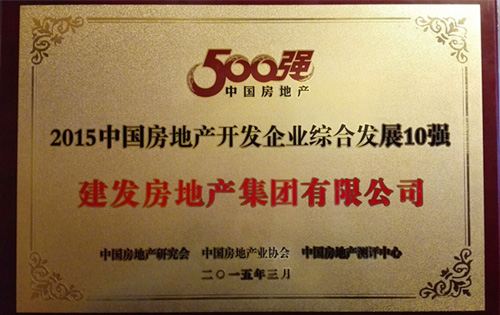 500强
中国房地产
2015中国房地产开发企业综合发展10强
建发房地产集团有限公司
中国房地产研究会 中国房地产业协会 中国房地产测评中心
二〇一五年三月